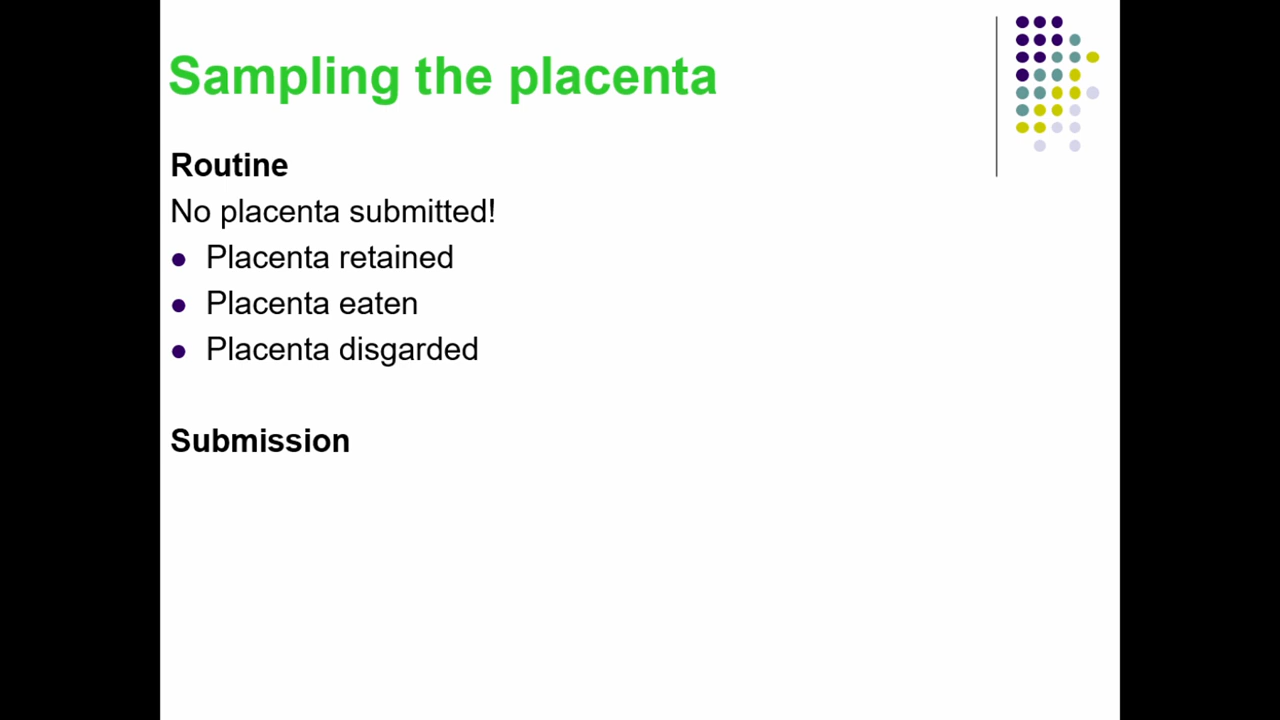 Sampling the placenta
Routine
No placenta submitted!
● Placenta retained
● Placenta eaten
● Placenta disgarded
Submission